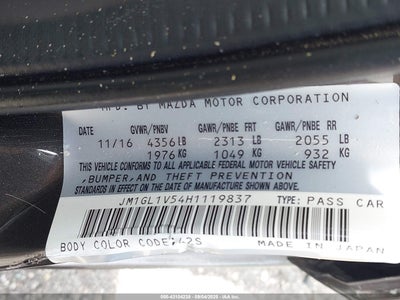 MFD. BY MAZDA MOTOR CORPORATION
GVWR/PNBV GAWR/PNBE FRT GAWR/PNBE RR
11/16 4356LB 2313 LB 2055 LB
1976 KG 1049 KG 932 KG
THIS VEHICLE CONFORMS TO ALL APPLICABLE FEDERAL MOTOR VEHICLE SAFETY,
BUMPER, AND THEFT PREVENTION
STANDARDS IN EFFECT ON THE DATE OF MANUFACTURE SHOWN ABOVE.
JM1GL1V54H1119837 TYPE: PASS CAR
BODY COLOR CODE: 42S MADE IN JAPAN